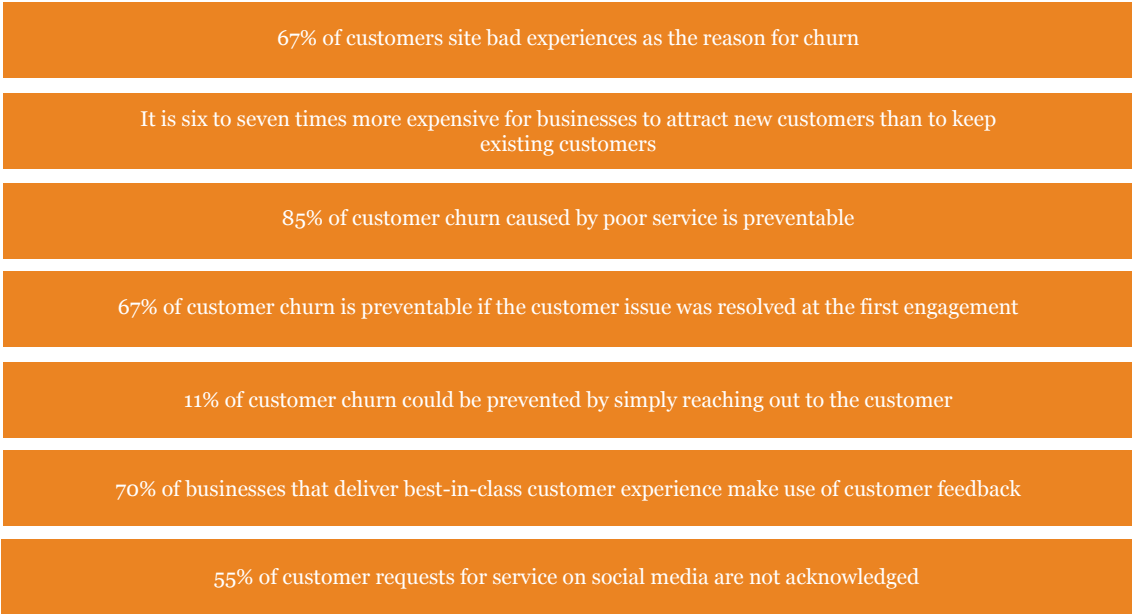 67% of customers site bad experiences as the reason for churn
It is six to seven times more expensive for businesses to attract new customers than to keep
existing customers
85% of customer churn caused by poor service is preventable
67% of customer churn is preventable if the customer issue was resolved at the first engagement
11% of customer churn could be prevented by simply reaching out to the customer
70% of businesses that deliver best-in-class customer experience make use of customer feedback
55% of customer requests for service on social media are not acknowledged